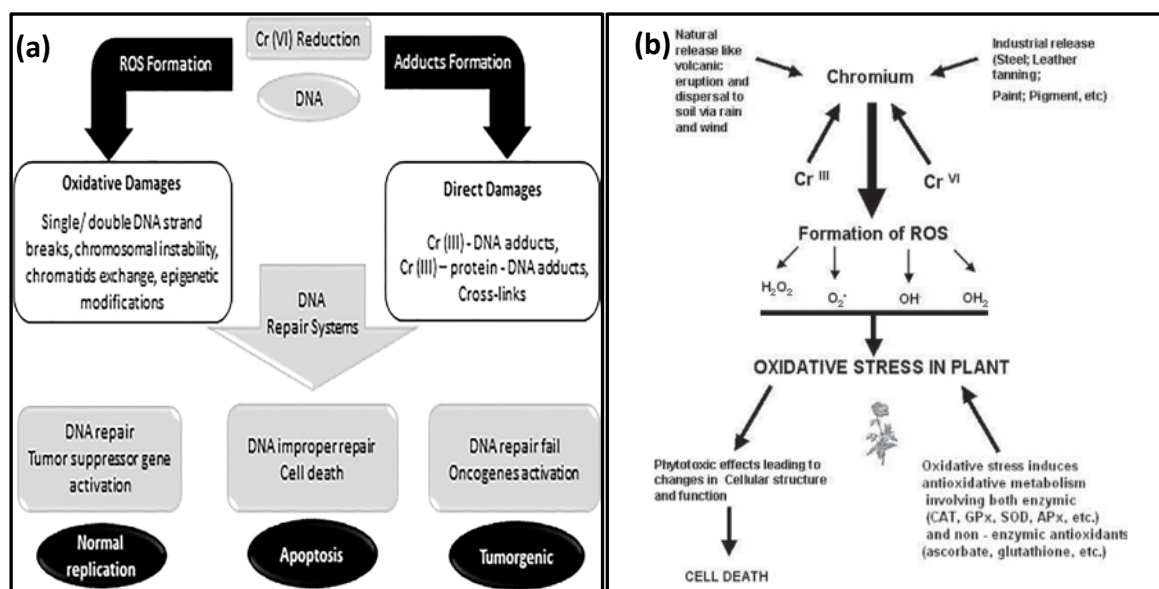 (a)
Cr (VI) Reduction
ROS Formation
Adducts Formation
DNA
Oxidative Damages
Single/ double DNA strand
breaks, chromosomal instability,
chromatids exchange, epigenetic
modifications
Direct Damages
Cr (III) - DNA adducts,
Cr (III) – protein - DNA adducts,
Cross-links
DNA
Repair Systems
DNA repair
Tumor suppressor gene
activation
DNA improper repair
Cell death
DNA repair fail
Oncogenes activation
Normal
replication
Apoptosis
Tumorgenic
(b)
Natural
release like
volcanic
eruption and
dispersal to
soil via rain
and wind
Chromium
Industrial release
(Steel; Leather
tanning;
Paint; Pigment, etc)
Cr III
Cr VI
Formation of ROS
H2O2
O2•
OH·
OH2
OXIDATIVE STRESS IN PLANT
Phytotoxic effects leading to
changes in Cellular structure
and function
CELL DEATH
Oxidative stress induces
antioxidative metabolism
involving both enzymic
(CAT, GPx, SOD, APx, etc.)
and non - enzymic antioxidants
(ascorbate, glutathione, etc.)